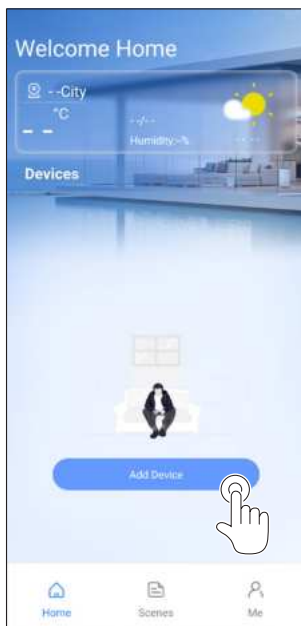 Welcome Home
--City
°C
-- --/--
Humidity:--% -- --
Devices
Add Device
Home Scenes Me